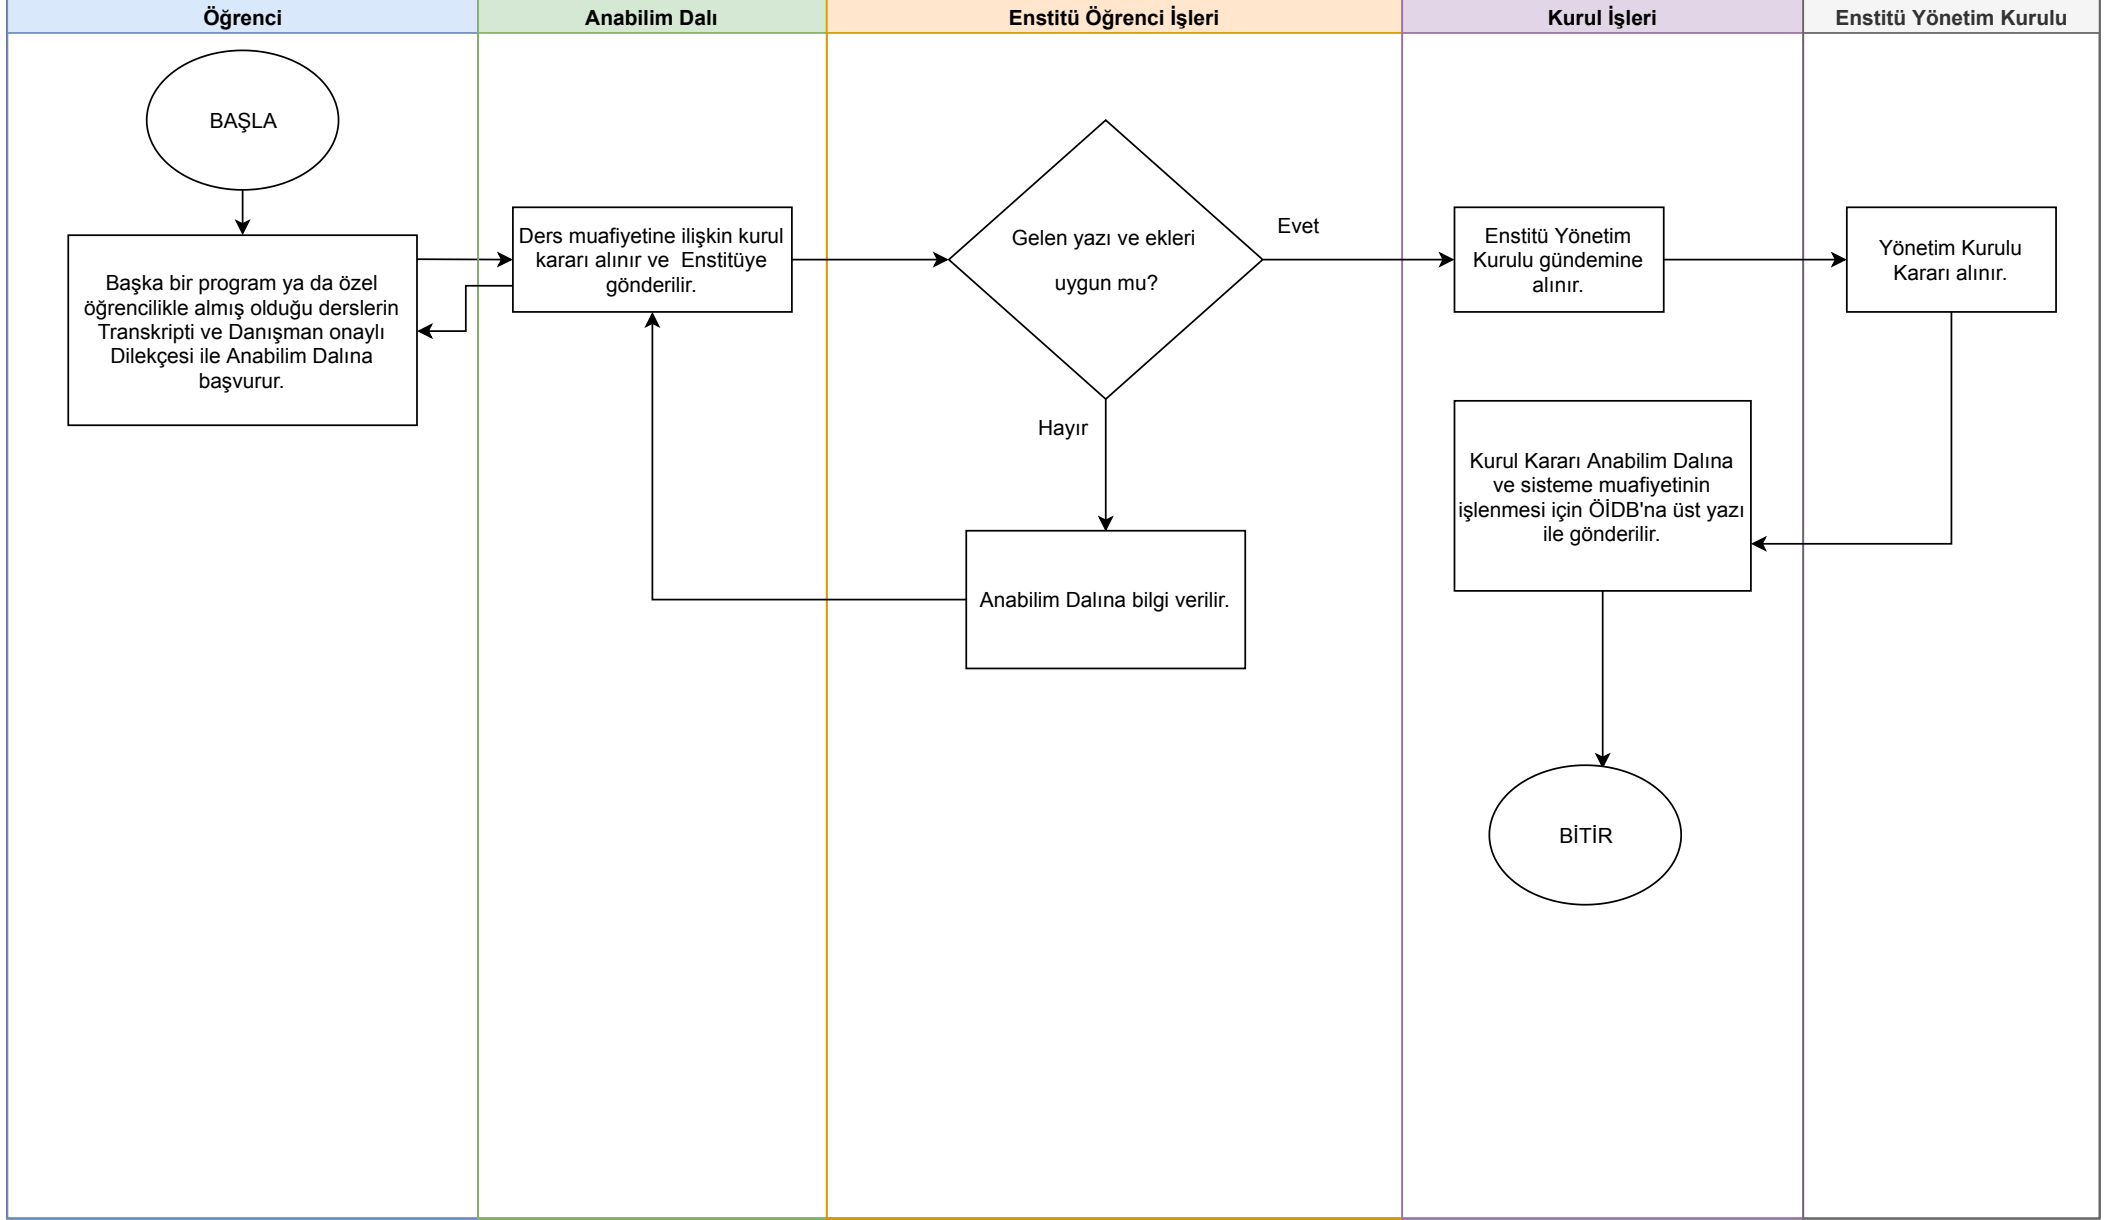 Öğrenci
Anabilim Dalı
Enstitü Öğrenci İşleri
Kurul İşleri
Enstitü Yönetim Kurulu
BAŞLA
Başka bir program ya da özel
öğrencilikle almış olduğu derslerin
Transkripti ve Danışman onaylı
Dilekçesi ile Anabilim Dalına
başvurur.
Ders muafiyetine ilişkin kurul
kararı alınır ve Enstitüye
gönderilir.
Gelen yazı ve ekleri
uygun mu?
Evet
Hayır
Anabilim Dalına bilgi verilir.
Enstitü Yönetim
Kurulu gündemine
alınır.
Yönetim Kurulu
Kararı alınır.
Kurul Kararı Anabilim Dalına
ve sisteme muafiyetinin
işlenmesi için ÖİDB'na üst yazı
ile gönderilir.
BİTİR